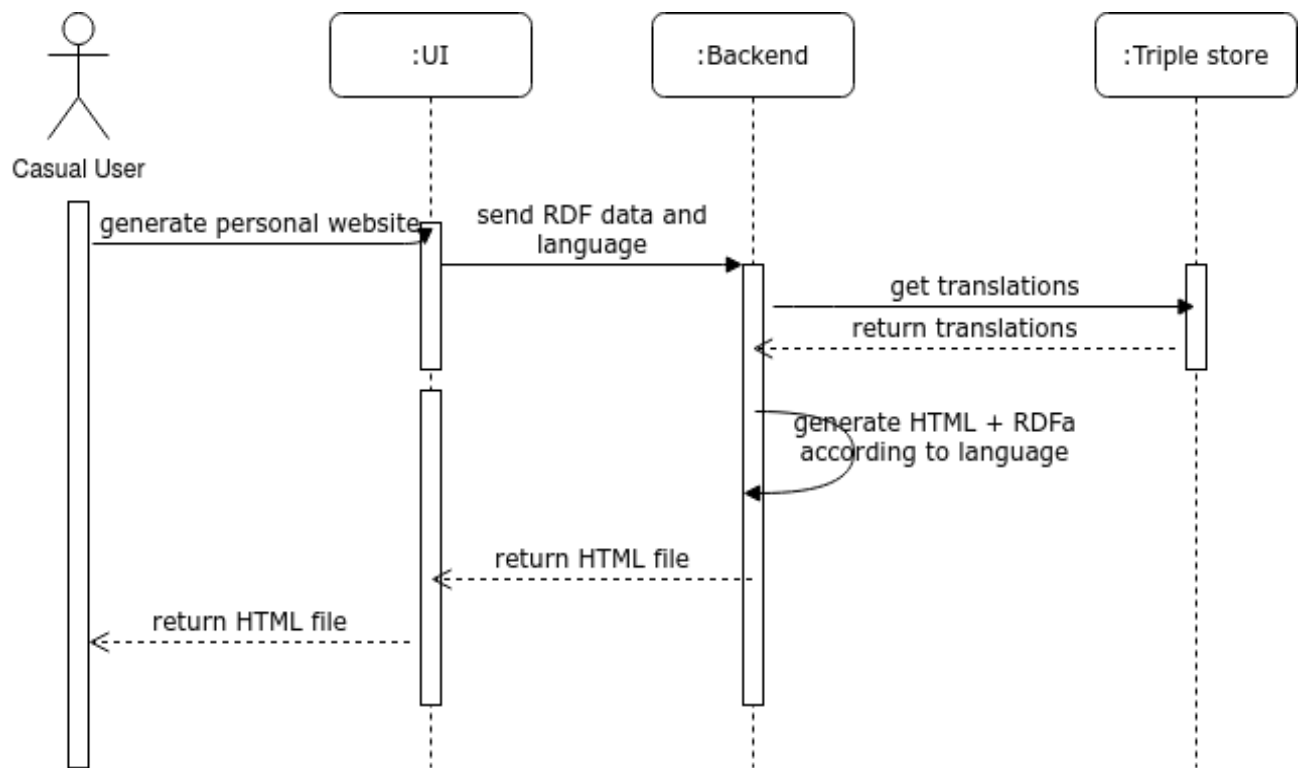 :UI
:Backend
:Triple store
Casual User
generate personal website
send RDF data and
language
get translations
return translations
generate HTML + RDFa
according to language
return HTML file
return HTML file